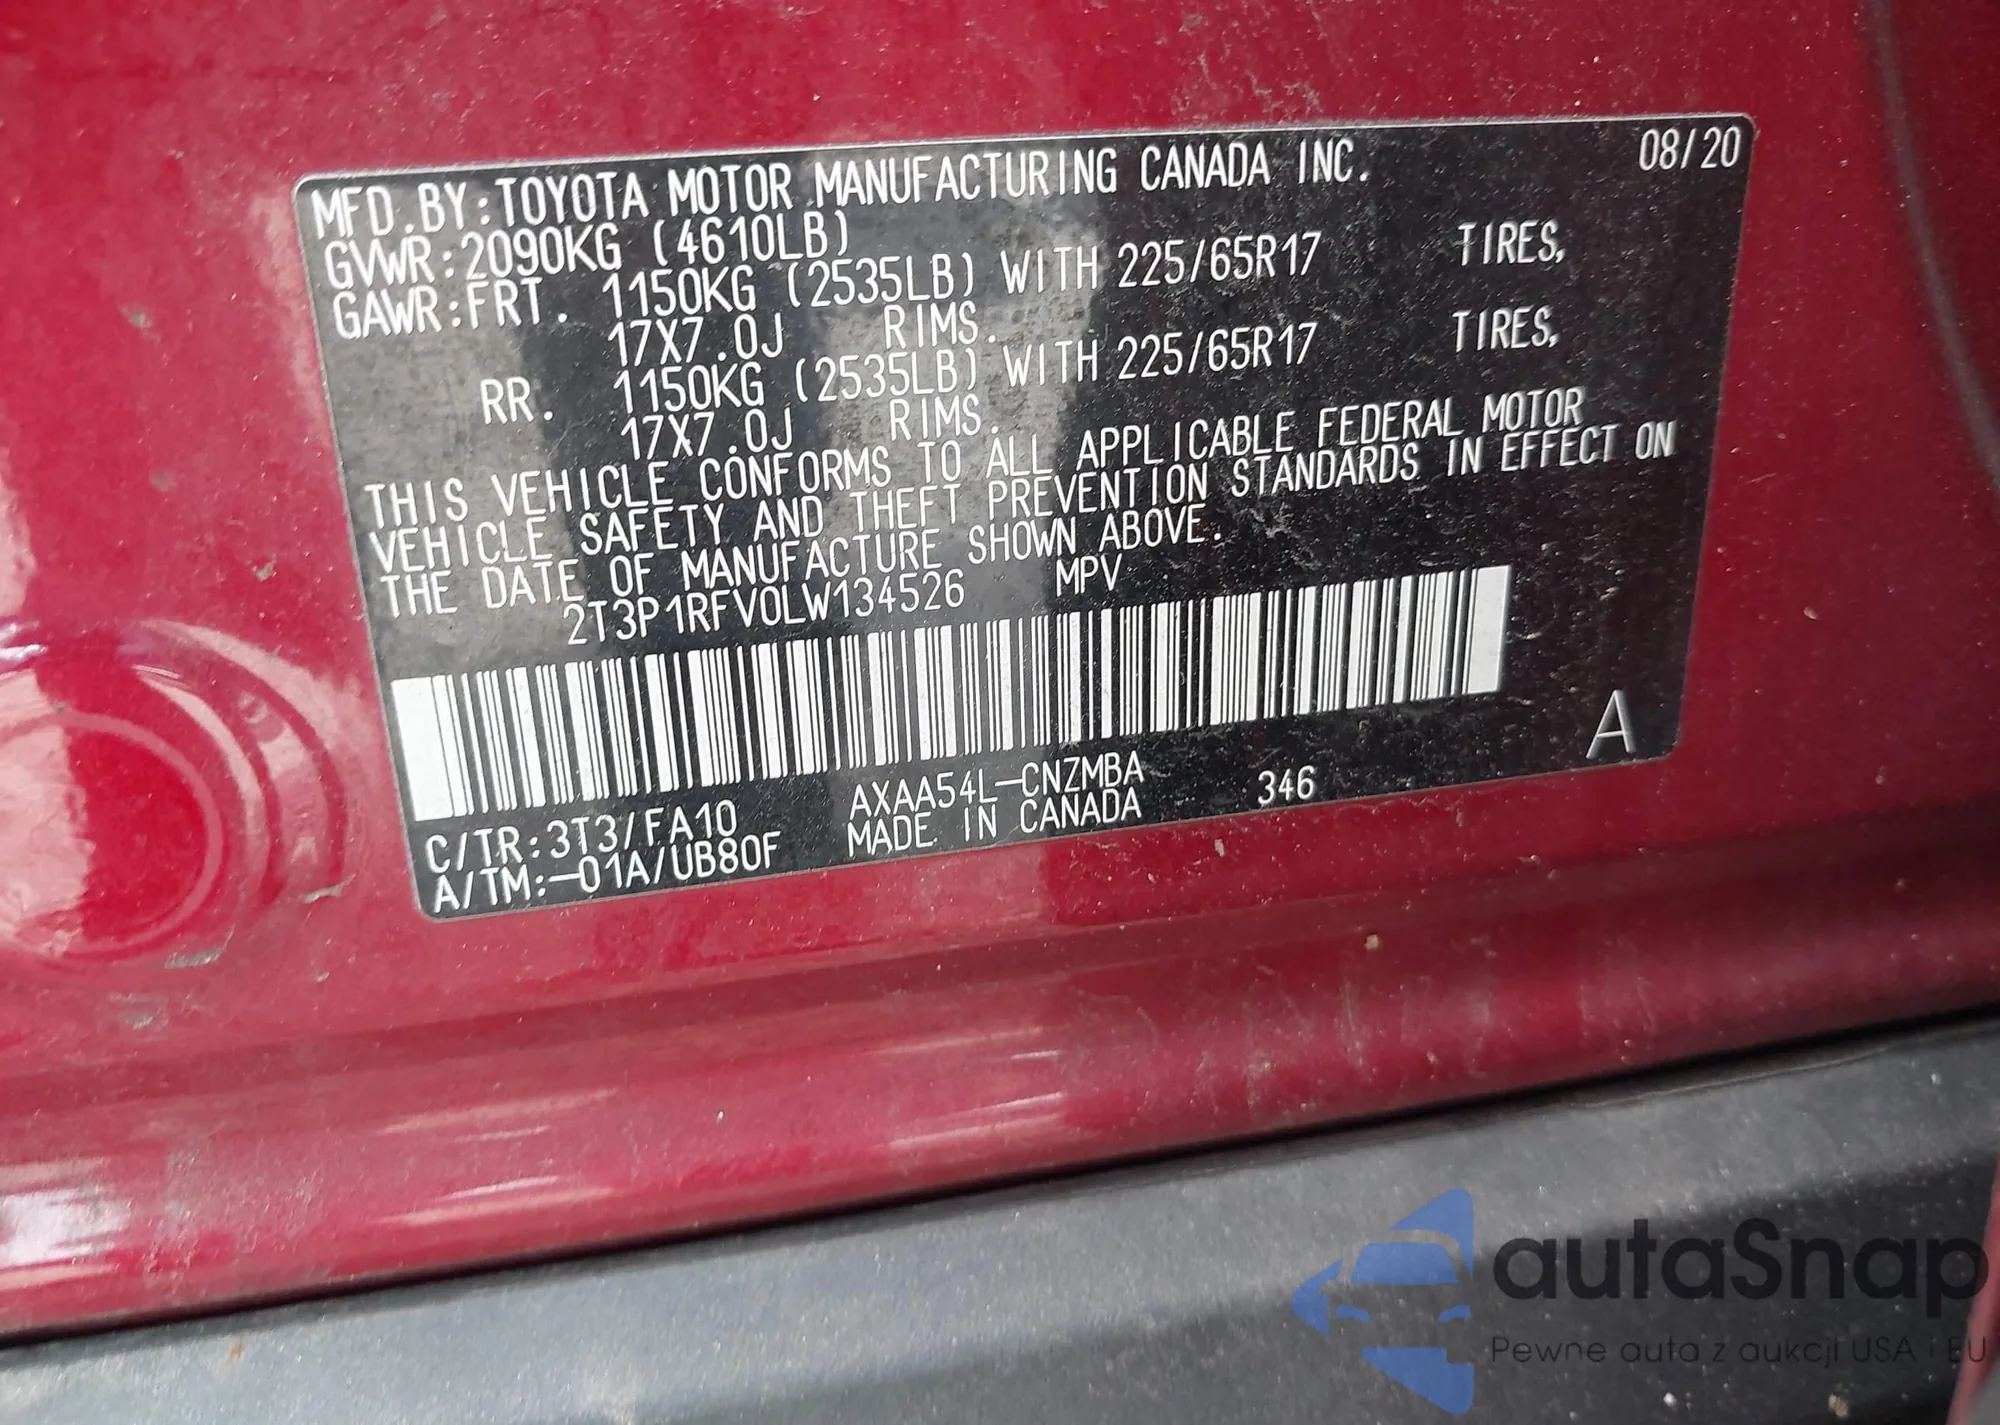 08/20
MFD.BY:TOYOTA MOTOR MANUFACTURING CANADA INC.
GVWR:2090KG (4610LB)
GAWR:FRT. 1150KG (2535LB) WITH 225/65R17 TIRES,
17X7.0J RIMS.
RR. 1150KG (2535LB) WITH 225/65R17 TIRES,
17X7.0J RIMS.
THIS VEHICLE CONFORMS TO ALL APPLICABLE FEDERAL MOTOR
VEHICLE SAFETY AND THEFT PREVENTION STANDARDS IN EFFECT ON
THE DATE OF MANUFACTURE SHOWN ABOVE.
2T3P1RFV0LW134526 MPV
C/TR:3T3/FA10 AXAA54L-CNZMBA 346
A/TM:-01A/UB80F MADE IN CANADA
A
autaSnap
Pewne auta z aukcji USA i EU